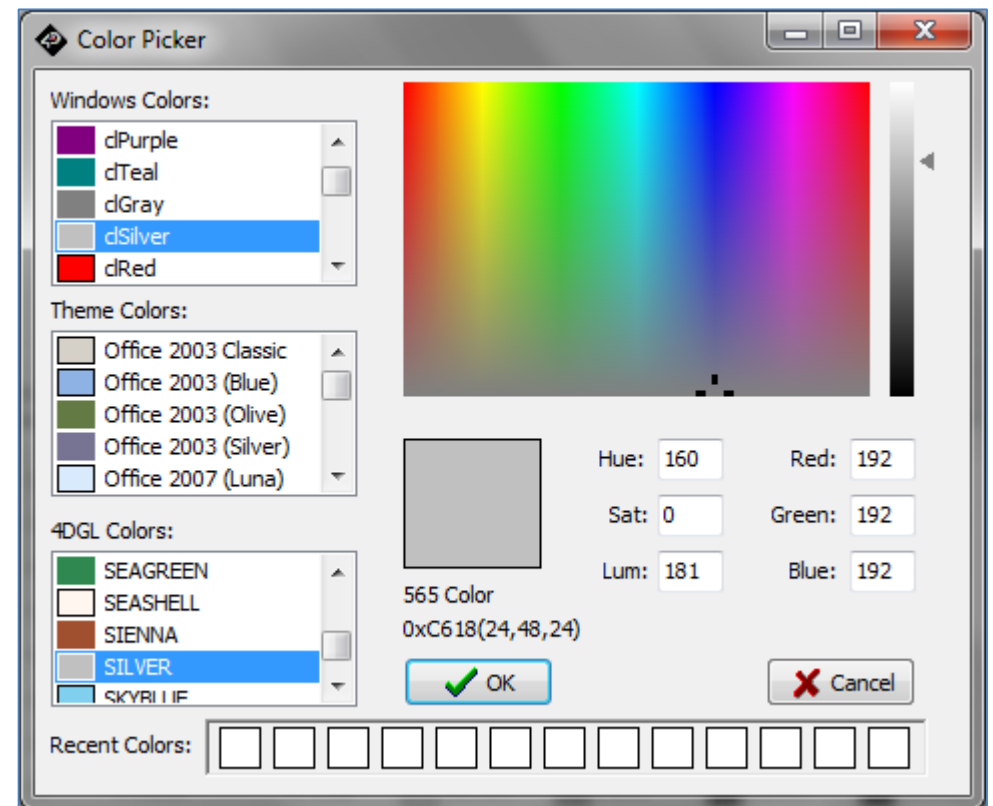 Color Picker
Windows Colors:
clPurple
clTeal
clGray
clSilver
clRed
Theme Colors:
Office 2003 Classic
Office 2003 (Blue)
Office 2003 (Olive)
Office 2003 (Silver)
Office 2007 (Luna)
4DGL Colors:
SEAGREEN
SEASHELL
SIENNA
SILVER
SKYBLUE
Hue: 160 Red: 192
Sat: 0 Green: 192
Lum: 181 Blue: 192
565 Color
0xC618(24,48,24)
OK Cancel
Recent Colors: